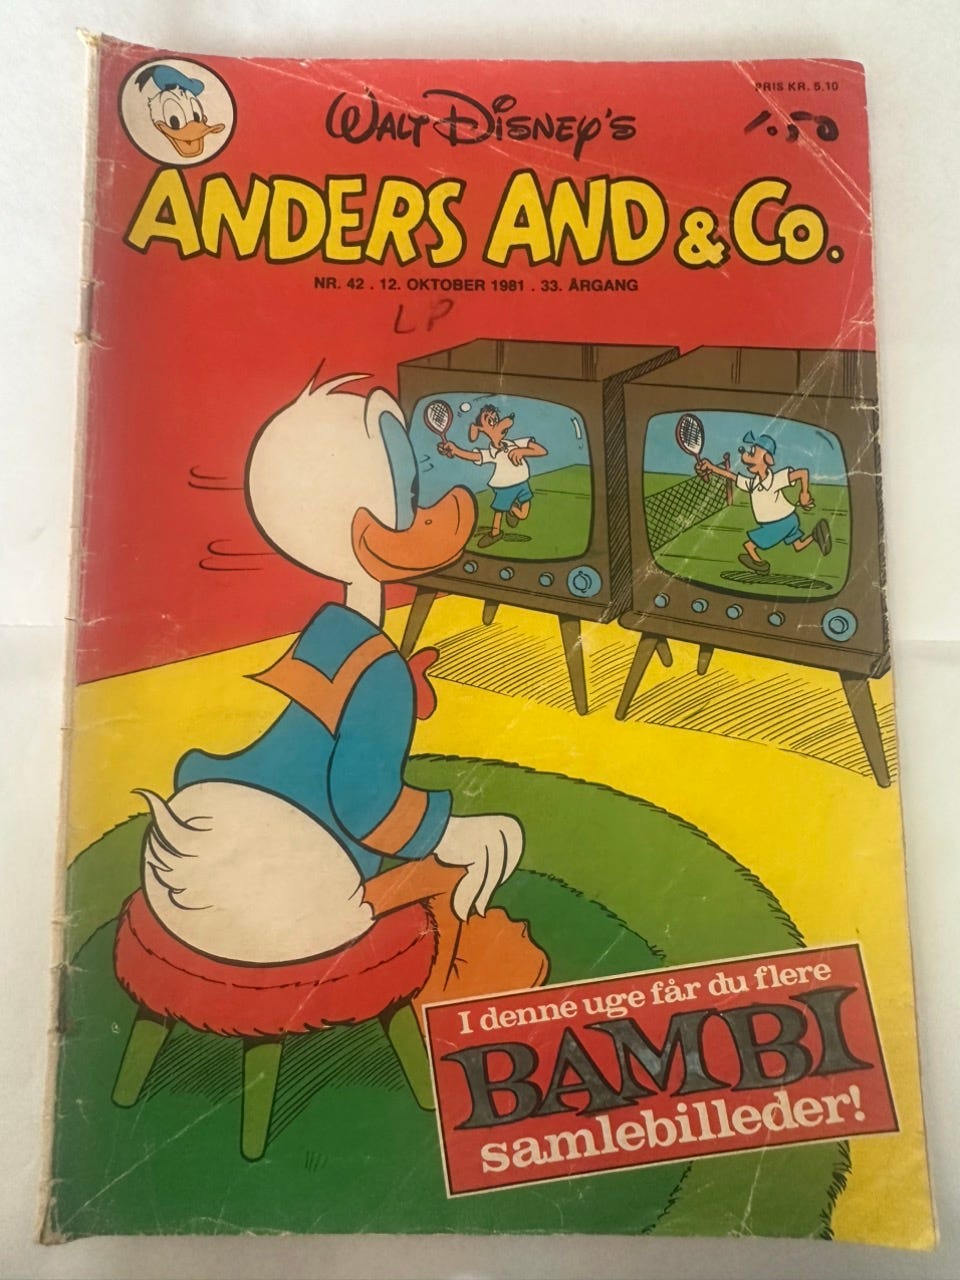 PRIS KR. 5.10
1.50
WALT DISNEY'S
ANDERS AND & Co.
NR. 42 . 12. OKTOBER 1981 . 33. ÅRGANG
LP
I denne uge får du flere
BAMBI
samlebilleder!